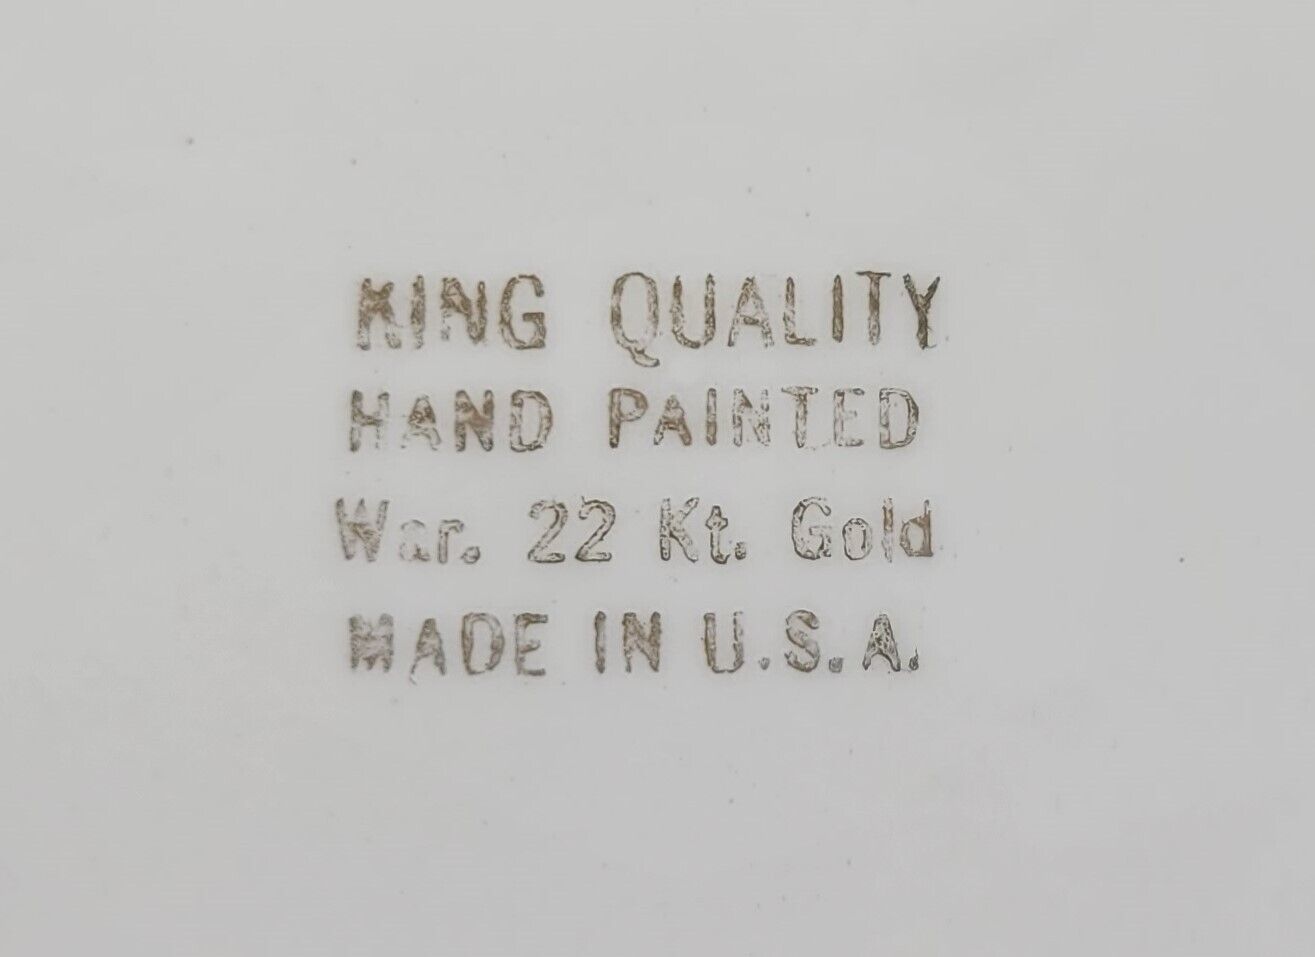 KING QUALITY
HAND PAINTED
War. 22 Kt. Gold
MADE IN U.S.A.